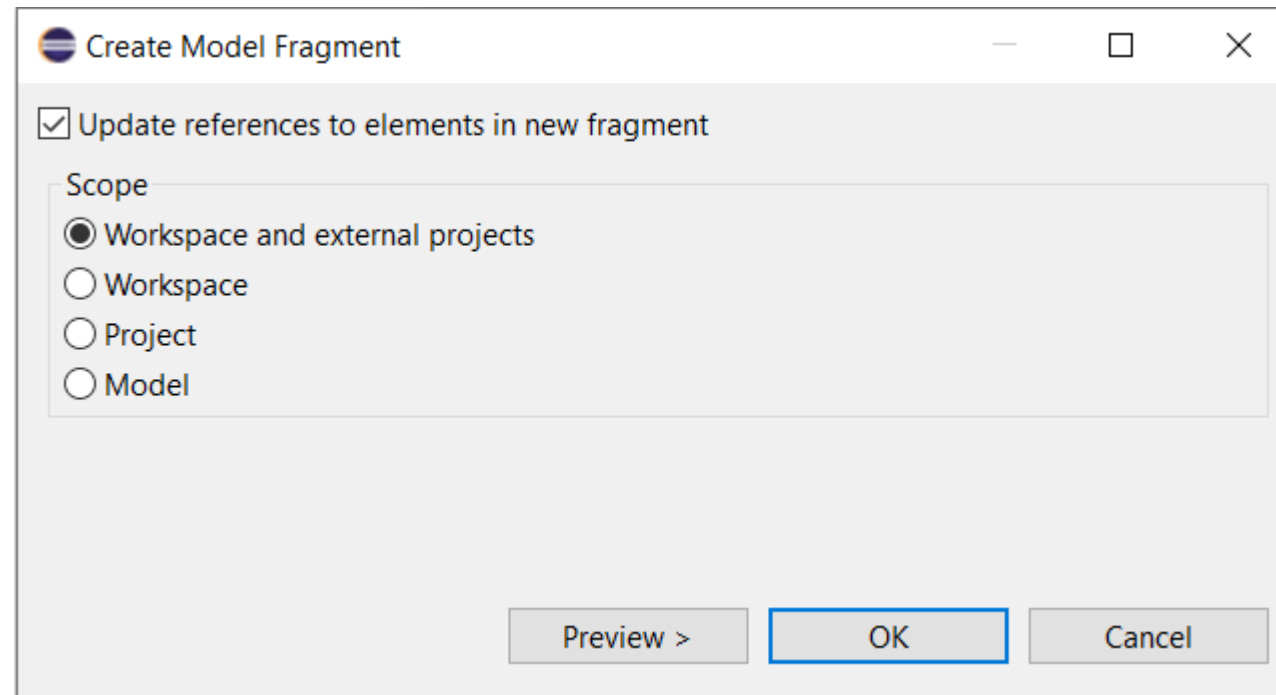 Create Model Fragment
Update references to elements in new fragment
Scope
Workspace and external projects
Workspace
Project
Model
Preview > OK Cancel